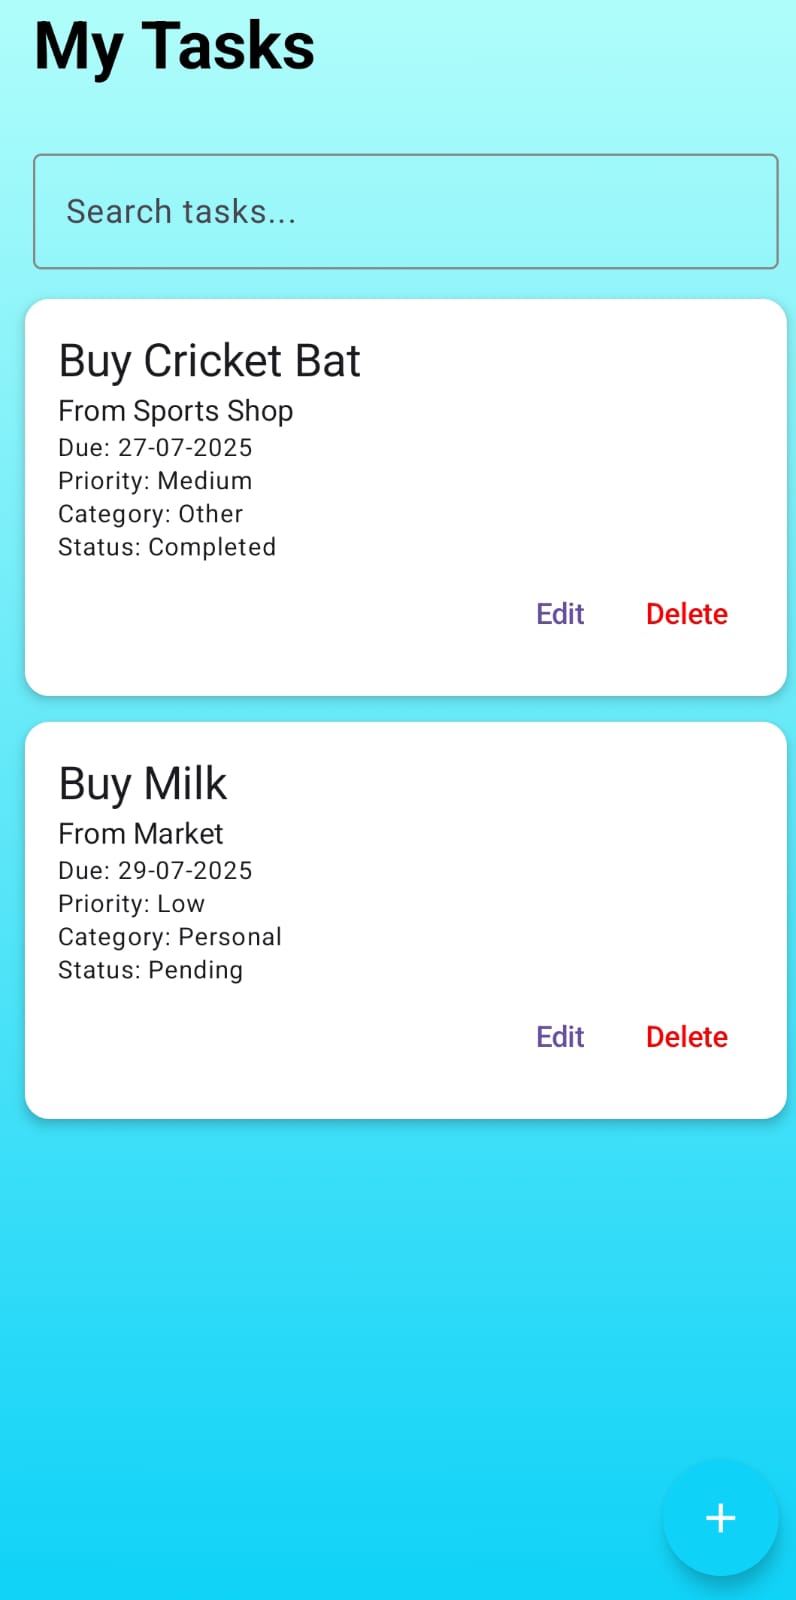 My Tasks
Search tasks...
Buy Cricket Bat
From Sports Shop
Due: 27-07-2025
Priority: Medium
Category: Other
Status: Completed
Edit Delete
Buy Milk
From Market
Due: 29-07-2025
Priority: Low
Category: Personal
Status: Pending
Edit Delete
+